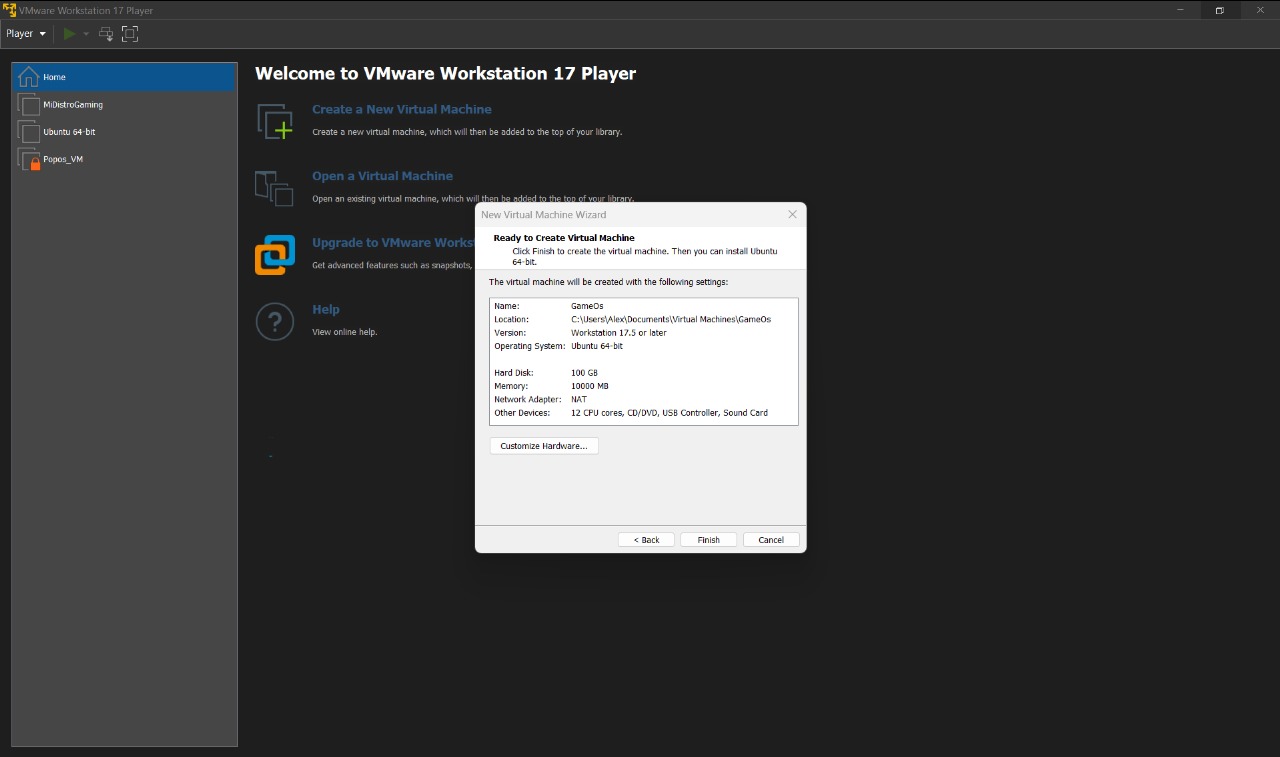 VMware Workstation 17 Player
Player
Home
MiDistroGaming
Ubuntu 64-bit
Popos_VM
Welcome to VMware Workstation 17 Player
Create a New Virtual Machine
Create a new virtual machine, which will then be added to the top of your library.
Open a Virtual Machine
Open an existing virtual machine, which will then be added to the top of your library.
Upgrade to VMware Works
Get advanced features such as snapshots,
Help
View online help.
New Virtual Machine Wizard
Ready to Create Virtual Machine
Click Finish to create the virtual machine. Then you can install Ubuntu
64-bit.
The virtual machine will be created with the following settings:
Name: GameOs
Location: C:\Users\Alex\Documents\Virtual Machines\GameOs
Version: Workstation 17.5 or later
Operating System: Ubuntu 64-bit
Hard Disk: 100 GB
Memory: 10000 MB
Network Adapter: NAT
Other Devices: 12 CPU cores, CD/DVD, USB Controller, Sound Card
Customize Hardware...
< Back
Finish
Cancel